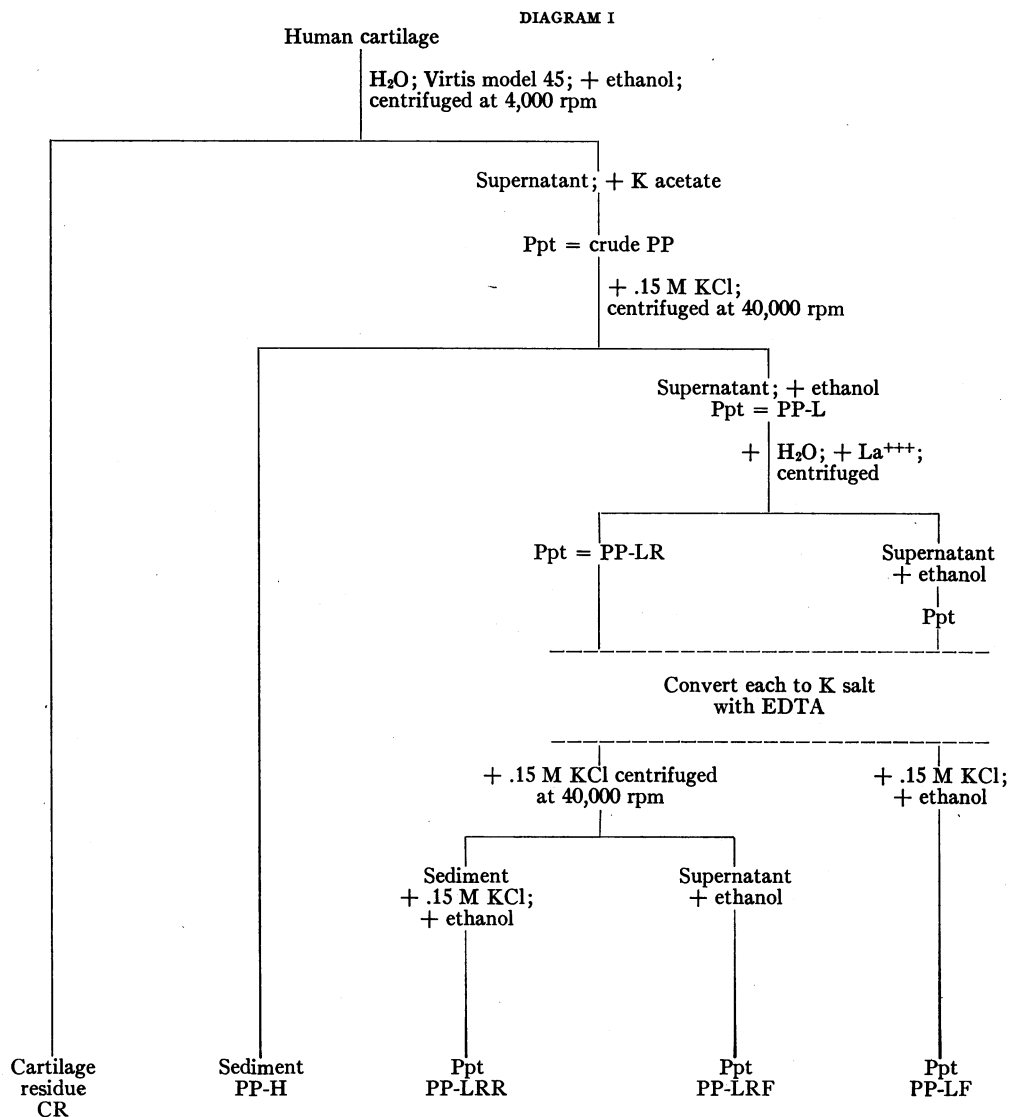 DIAGRAM I
Human cartilage
H₂O; Virtis model 45; + ethanol;
centrifuged at 4,000 rpm
Supernatant; + K acetate
Ppt = crude PP
+ .15 M KCl;
centrifuged at 40,000 rpm
Supernatant; + ethanol
Ppt = PP-L
+ H₂O; + La⁺⁺⁺;
centrifuged
Ppt = PP-LR
Supernatant
+ ethanol
Ppt
Convert each to K salt
with EDTA
+ .15 M KCl centrifuged
at 40,000 rpm
+ .15 M KCl;
+ ethanol
Sediment
+ .15 M KCl;
+ ethanol
Supernatant
+ ethanol
Cartilage
residue
CR
Sediment
PP-H
Ppt
PP-LRR
Ppt
PP-LRF
Ppt
PP-LF